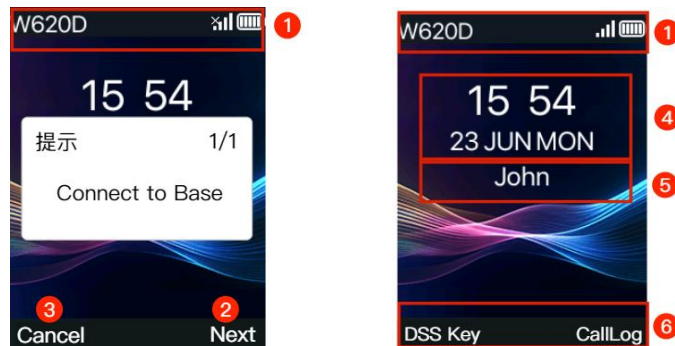 W620D
1
15 54
提示 1/1
Connect to Base
3
2
Cancel Next
W620D
1
15 54
4
23 JUN MON
John
5
DSS Key CallLog
6